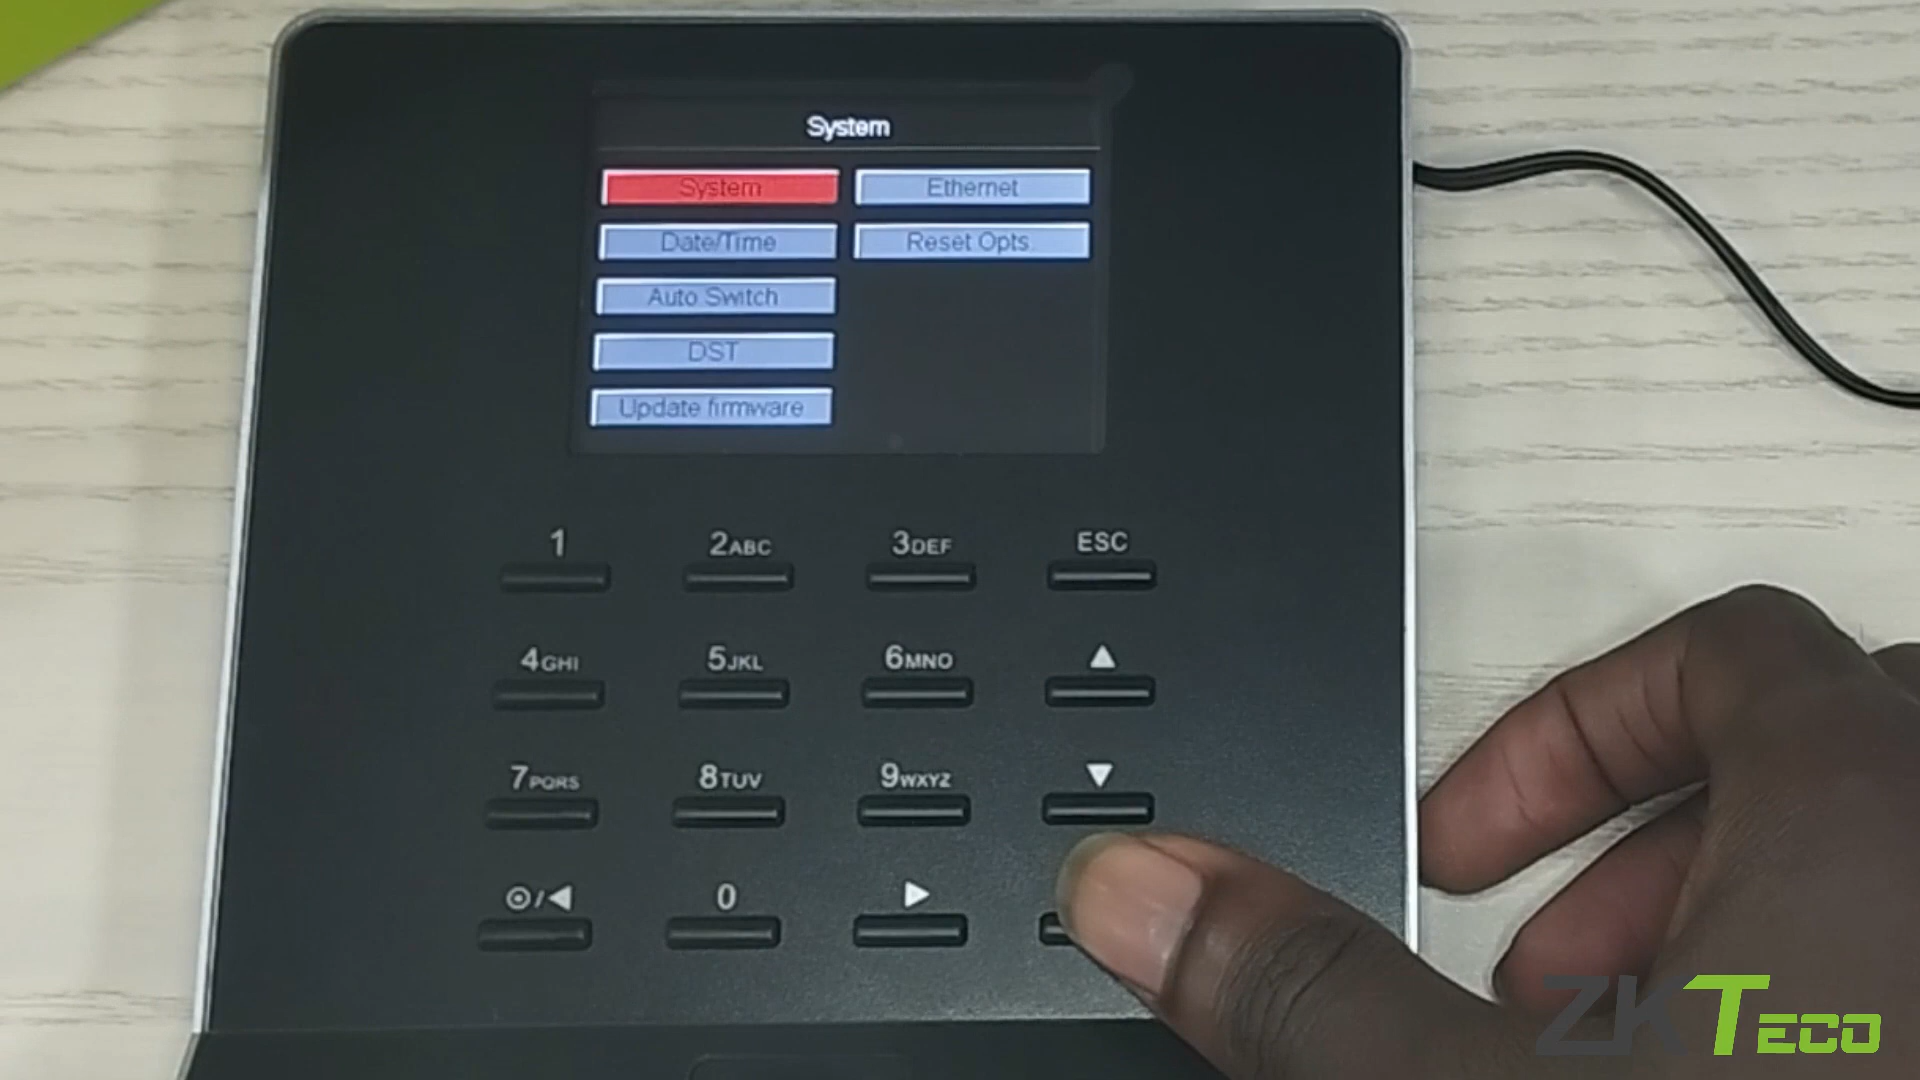 System
System Ethernet
Date/Time Reset Opts.
Auto Switch
DST
Update firmware
1 2ABC 3DEF ESC
4GHI 5JKL 6MNO ▲
7PQRS 8TUV 9WXYZ ▼
⊙/◀ 0 ▶
ZKTECO